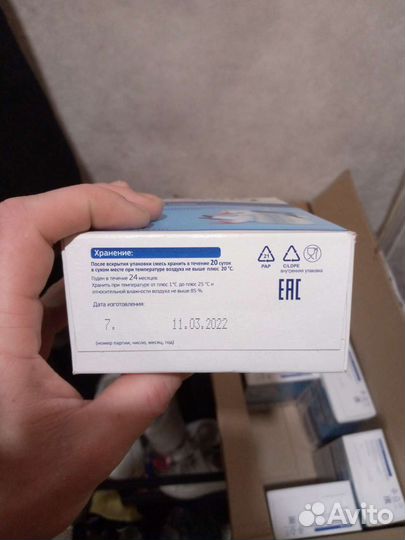 Хранение:
После вскрытия упаковки смесь хранить в течение 20 суток
в сухом месте при температуре воздуха не выше плюс 20 °С.
Годен в течение 24 месяцев.
Хранить при температуре от плюс 1°С до плюс 25 °С и
относительной влажности воздуха не выше 85 %.
Дата изготовления:
7. 11.03.2022
(номер партии, число, месяц, год)
21
PAP
C/LDPE
внутренняя упаковка
EAC
Avito